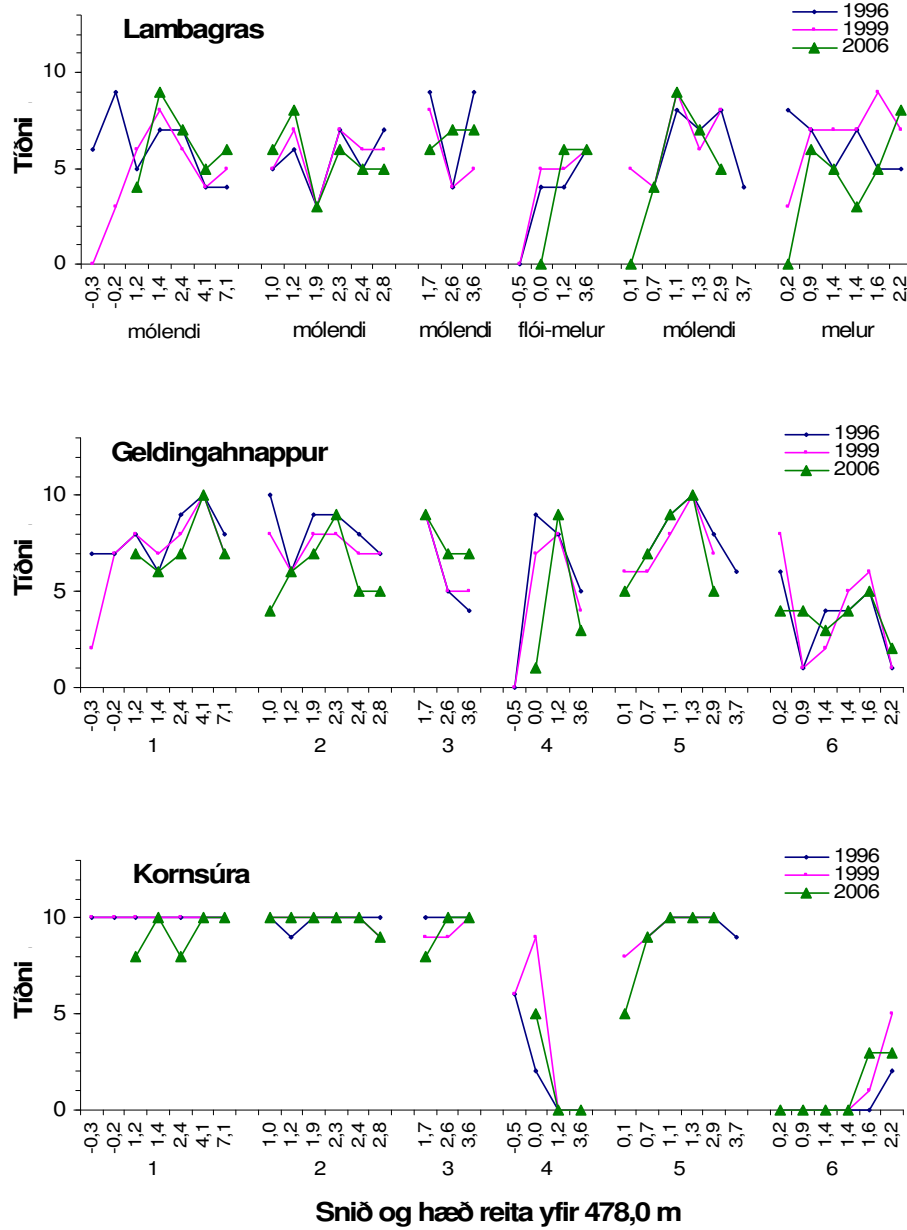 Lambagras
1996
1999
2006
Tíðni
10
5
0
-0,3 -0,2 1,2 1,4 2,4 4,1 7,1 1,0 1,2 1,9 2,3 2,4 2,8 1,7 2,6 3,6 -0,5 0,0 1,2 3,6 0,1 0,7 1,1 1,3 2,9 3,7 0,2 0,9 1,4 1,4 1,6 2,2
mólendi mólendi mólendi flói-melur mólendi melur
Geldingahnappur
1996
1999
2006
Tíðni
10
5
0
-0,3 -0,2 1,2 1,4 2,4 4,1 7,1 1,0 1,2 1,9 2,3 2,4 2,8 1,7 2,6 3,6 -0,5 0,0 1,2 3,6 0,1 0,7 1,1 1,3 2,9 3,7 0,2 0,9 1,4 1,4 1,6 2,2
1 2 3 4 5 6
Kornsúra
1996
1999
2006
Tíðni
10
5
0
-0,3 -0,2 1,2 1,4 2,4 4,1 7,1 1,0 1,2 1,9 2,3 2,4 2,8 1,7 2,6 3,6 -0,5 0,0 1,2 3,6 0,1 0,7 1,1 1,3 2,9 3,7 0,2 0,9 1,4 1,4 1,6 2,2
1 2 3 4 5 6
Snið og hæð reita yfir 478,0 m